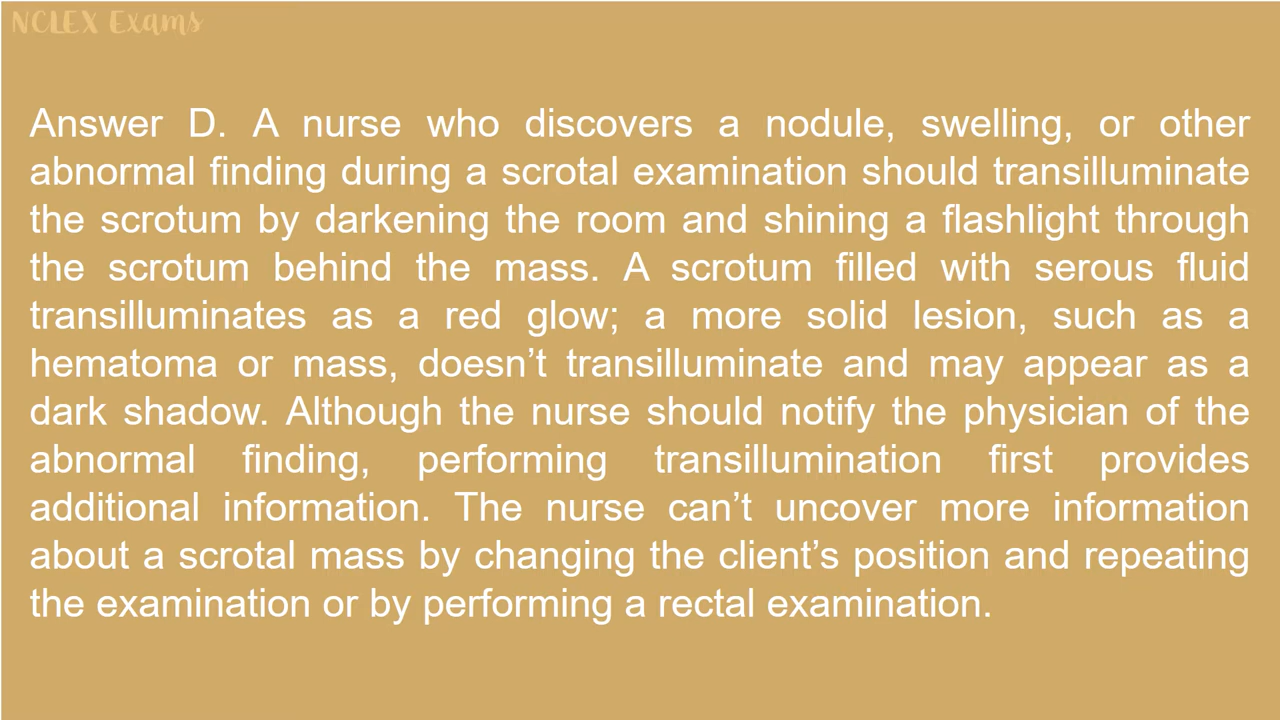 NCLEX Exams
Answer D. A nurse who discovers a nodule, swelling, or other
abnormal finding during a scrotal examination should transilluminate
the scrotum by darkening the room and shining a flashlight through
the scrotum behind the mass. A scrotum filled with serous fluid
transilluminates as a red glow; a more solid lesion, such as a
hematoma or mass, doesn’t transilluminate and may appear as a
dark shadow. Although the nurse should notify the physician of the
abnormal finding, performing transillumination first provides
additional information. The nurse can’t uncover more information
about a scrotal mass by changing the client’s position and repeating
the examination or by performing a rectal examination.